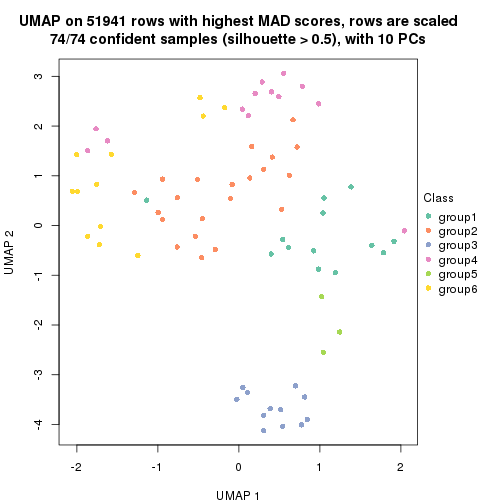 UMAP on 51941 rows with highest MAD scores, rows are scaled
74/74 confident samples (silhouette > 0.5), with 10 PCs
3
2
1
0
-1
-2
-3
-4
UMAP 2
-2
-1
0
1
2
UMAP 1
Class
group1
group2
group3
group4
group5
group6